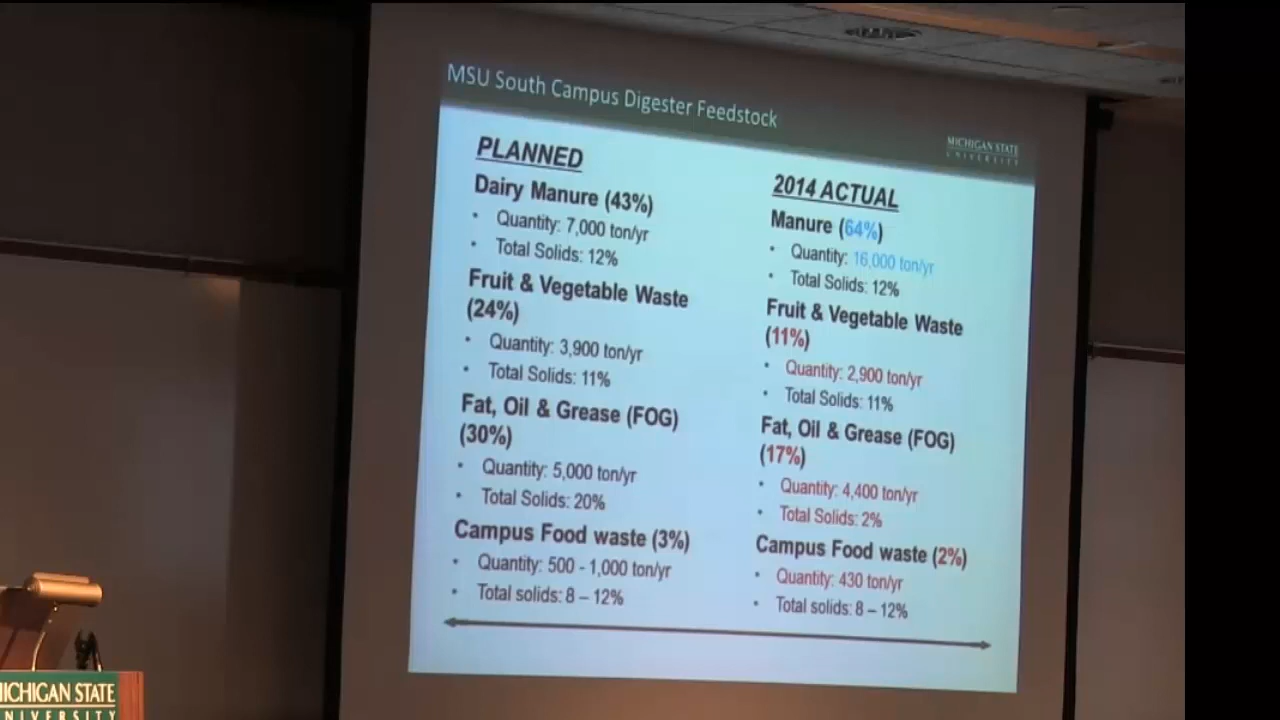 MSU South Campus Digester Feedstock
MICHIGAN STATE
UNIVERSITY
PLANNED
Dairy Manure (43%)
• Quantity: 7,000 ton/yr
• Total Solids: 12%
Fruit & Vegetable Waste
(24%)
• Quantity: 3,900 ton/yr
• Total Solids: 11%
Fat, Oil & Grease (FOG)
(30%)
• Quantity: 5,000 ton/yr
• Total Solids: 20%
Campus Food waste (3%)
• Quantity: 500 - 1,000 ton/yr
• Total solids: 8 – 12%
2014 ACTUAL
Manure (64%)
• Quantity: 16,000 ton/yr
• Total Solids: 12%
Fruit & Vegetable Waste
(11%)
• Quantity: 2,900 ton/yr
• Total Solids: 11%
Fat, Oil & Grease (FOG)
(17%)
• Quantity: 4,400 ton/yr
• Total Solids: 2%
Campus Food waste (2%)
• Quantity: 430 ton/yr
• Total solids: 8 – 12%
ICHIGAN STATE
NIVERSITY